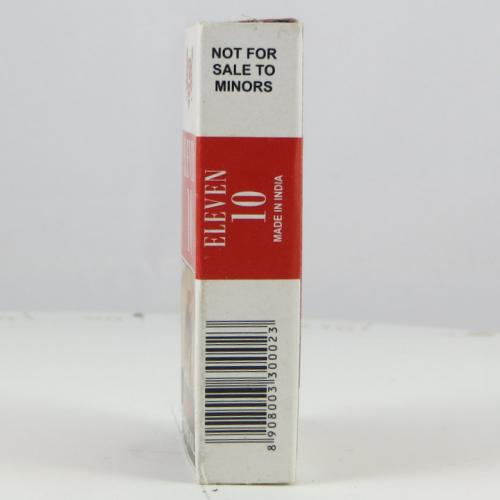 NOT FOR
SALE TO
MINORS
ELEVEN
10
MADE IN INDIA
8 908003 300023